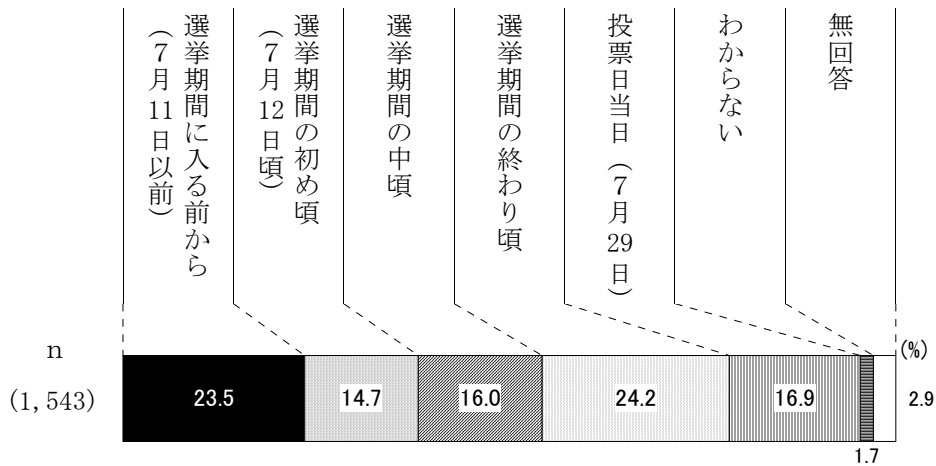 選挙期間に入る前から
（7月11日以前）
選挙期間の初め頃
（7月12日頃）
選挙期間の中頃
選挙期間の終わり頃
投票日当日（7月29日）
わからない
無回答
n
(1,543)
(%)
23.5
14.7
16.0
24.2
16.9
1.7
2.9